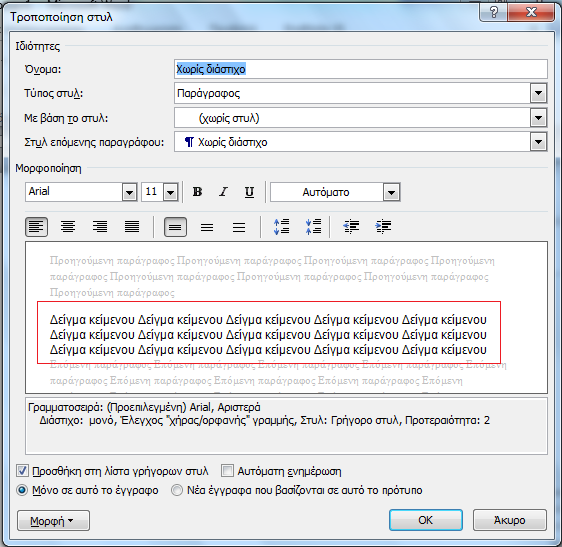 Τροποποίηση στυλ
Ιδιότητες
Όνομα: Χωρίς διάστιχο
Τύπος στυλ: Παράγραφος
Με βάση το στυλ: (χωρίς στυλ)
Στυλ επόμενης παραγράφου: ¶ Χωρίς διάστιχο
Μορφοποίηση
Arial 11 B I U Αυτόματο
Προηγούμενη παράγραφος Προηγούμενη παράγραφος Προηγούμενη
παράγραφος Προηγούμενη παράγραφος Προηγούμενη παράγραφος
Προηγούμενη παράγραφος
Δείγμα κείμενου Δείγμα κείμενου Δείγμα κείμενου Δείγμα κείμενου Δείγμα κείμενου
Δείγμα κείμενου Δείγμα κείμενου Δείγμα κείμενου Δείγμα κείμενου Δείγμα κείμενου
Δείγμα κείμενου Δείγμα κείμενου Δείγμα κείμενου Δείγμα κείμενου Δείγμα κείμενου
Επόμενη παράγραφος Επόμενη παράγραφος Επόμενη παράγραφος Επόμενη
παράγραφος Επόμενη παράγραφος Επόμενη παράγραφος Επόμενη
παράγραφος Επόμενη παράγραφος Επόμενη παράγραφος Επόμενη
Γραμματοσειρά: (Προεπιλεγμένη) Arial, Αριστερά
Διάστιχο: μονό, Έλεγχος "χήρας/ορφανής" γραμμής, Στυλ: Γρήγορο στυλ, Προτεραιότητα: 2
Προσθήκη στη λίστα γρήγορων στυλ Αυτόματη ενημέρωση
Μόνο σε αυτό το έγγραφο Νέα έγγραφα που βασίζονται σε αυτό το πρότυπο
Μορφή OK Άκυρο